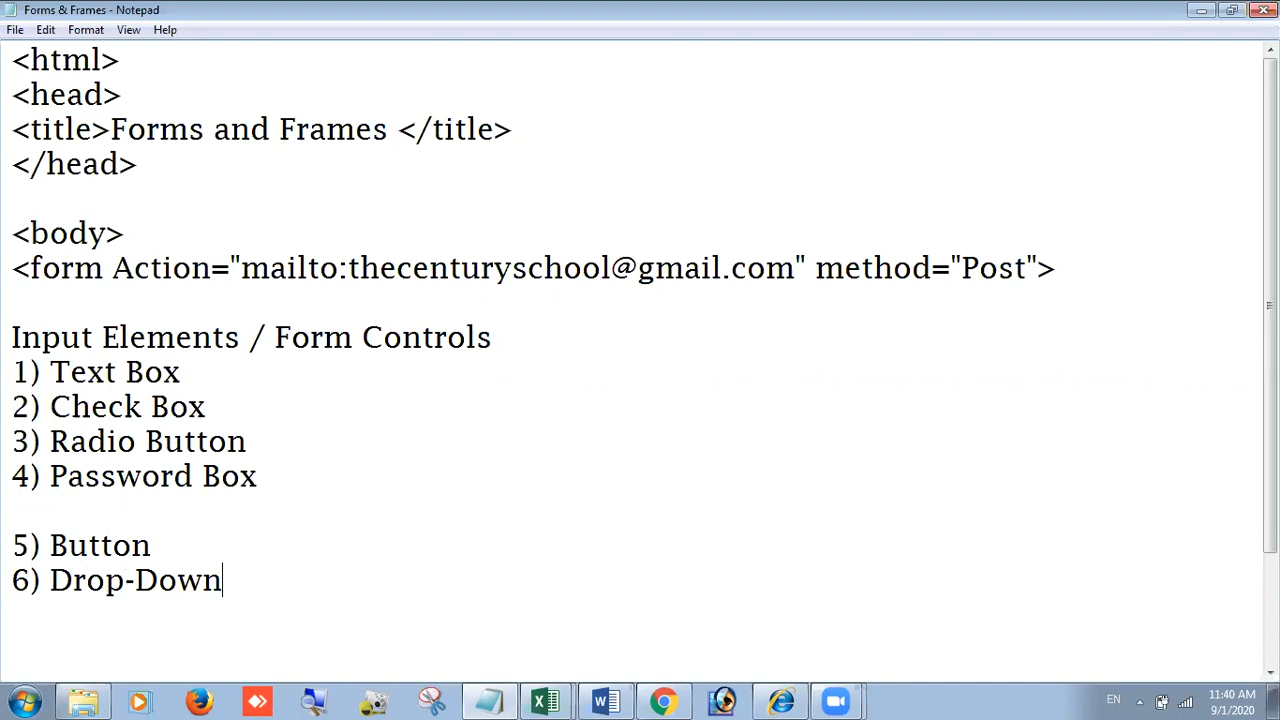 Forms & Frames - Notepad
File Edit Format View Help
<html>
<head>
<title>Forms and Frames </title>
</head>
<body>
<form Action="mailto:thecenturyschool@gmail.com" method="Post">
Input Elements / Form Controls
1) Text Box
2) Check Box
3) Radio Button
4) Password Box
5) Button
6) Drop-Down
EN
11:40 AM
9/1/2020